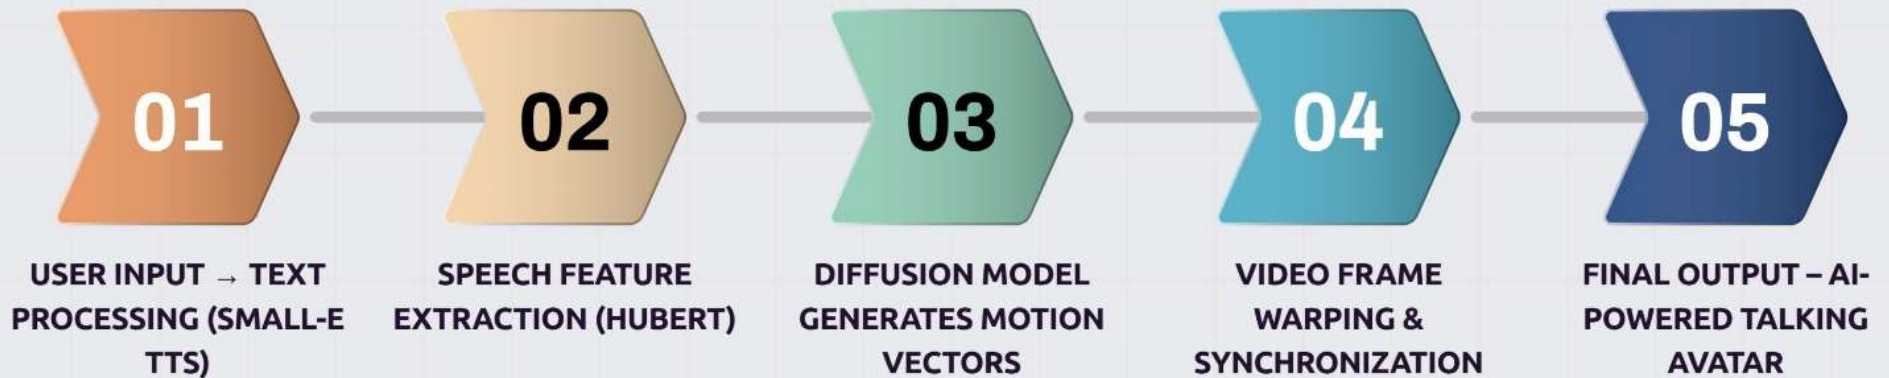 01
02
03
04
05
USER INPUT → TEXT
PROCESSING (SMALL-E
TTS)
SPEECH FEATURE
EXTRACTION (HUBERT)
DIFFUSION MODEL
GENERATES MOTION
VECTORS
VIDEO FRAME
WARPING &
SYNCHRONIZATION
FINAL OUTPUT – AI-
POWERED TALKING
AVATAR